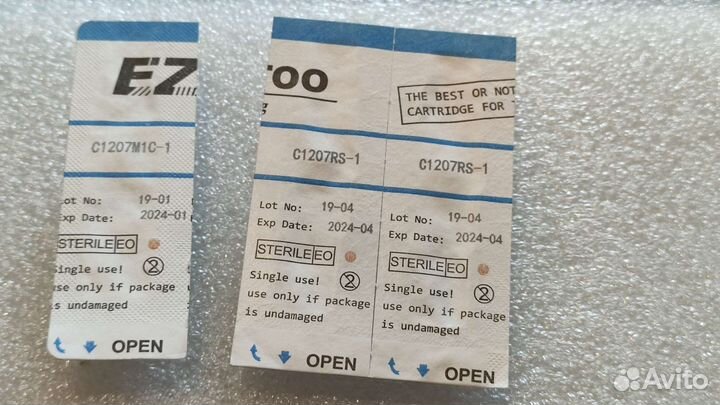 EZ
C1207M1C-1
Lot No: 19-01
Exp Date: 2024-01
STERILE EO
Single use!
use only if package
is undamaged
OPEN
TOO
g
C1207RS-1
Lot No: 19-04
Exp Date: 2024-04
STERILE EO
Single use!
use only if package
is undamaged
OPEN
THE BEST OR NOT
CARTRIDGE FOR
C1207RS-1
Lot No: 19-04
Exp Date: 2024-04
STERILE EO
Single use!
use only if package
is undamaged
OPEN
Avito